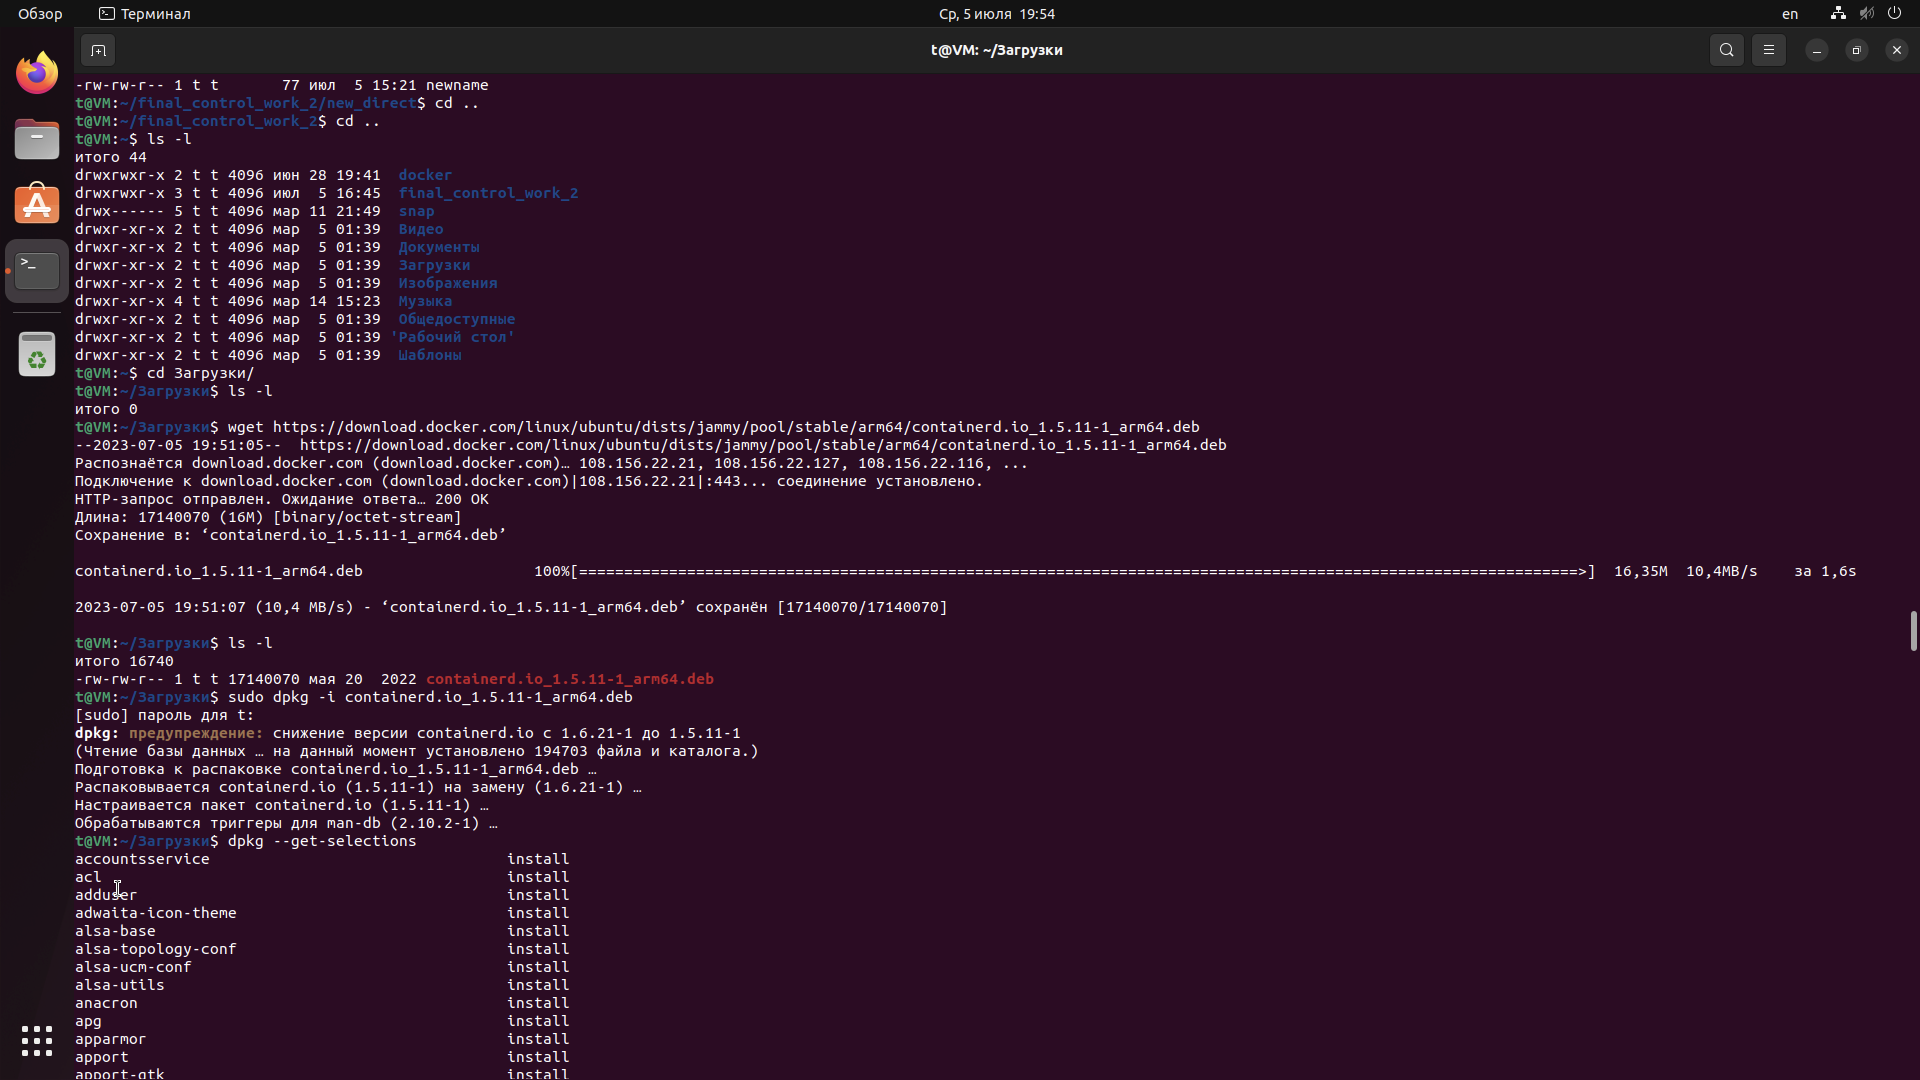 Обзор
Терминал
Ср, 5 июля 19:54
en
t@VM: ~/Загрузки
-rw-rw-r-- 1 t t       77 июл  5 15:21 newname
t@VM:~/final_control_work_2/new_direct$ cd ..
t@VM:~/final_control_work_2$ cd ..
t@VM:~$ ls -l
итого 44
drwxrwxr-x 2 t t 4096 июн 28 19:41  docker
drwxrwxr-x 3 t t 4096 июл  5 16:45  final_control_work_2
drwx------ 5 t t 4096 мар 11 21:49  snap
drwxr-xr-x 2 t t 4096 мар  5 01:39  Видео
drwxr-xr-x 2 t t 4096 мар  5 01:39  Документы
drwxr-xr-x 2 t t 4096 мар  5 01:39  Загрузки
drwxr-xr-x 2 t t 4096 мар  5 01:39  Изображения
drwxr-xr-x 4 t t 4096 мар 14 15:23  Музыка
drwxr-xr-x 2 t t 4096 мар  5 01:39  Общедоступные
drwxr-xr-x 2 t t 4096 мар  5 01:39 'Рабочий стол'
drwxr-xr-x 2 t t 4096 мар  5 01:39  Шаблоны
t@VM:~$ cd Загрузки/
t@VM:~/Загрузки$ ls -l
итого 0
t@VM:~/Загрузки$ wget https://download.docker.com/linux/ubuntu/dists/jammy/pool/stable/arm64/containerd.io_1.5.11-1_arm64.deb
--2023-07-05 19:51:05--  https://download.docker.com/linux/ubuntu/dists/jammy/pool/stable/arm64/containerd.io_1.5.11-1_arm64.deb
Распознаётся download.docker.com (download.docker.com)… 108.156.22.21, 108.156.22.127, 108.156.22.116, ...
Подключение к download.docker.com (download.docker.com)|108.156.22.21|:443... соединение установлено.
HTTP-запрос отправлен. Ожидание ответа… 200 OK
Длина: 17140070 (16M) [binary/octet-stream]
Сохранение в: ‘containerd.io_1.5.11-1_arm64.deb’
containerd.io_1.5.11-1_arm64.deb                   100%[===============================================================================================================>]  16,35M  10,4MB/s    за 1,6s
2023-07-05 19:51:07 (10,4 MB/s) - ‘containerd.io_1.5.11-1_arm64.deb’ сохранён [17140070/17140070]
t@VM:~/Загрузки$ ls -l
итого 16740
-rw-rw-r-- 1 t t 17140070 мая 20  2022 containerd.io_1.5.11-1_arm64.deb
t@VM:~/Загрузки$ sudo dpkg -i containerd.io_1.5.11-1_arm64.deb
[sudo] пароль для t:
dpkg: предупреждение: снижение версии containerd.io с 1.6.21-1 до 1.5.11-1
(Чтение базы данных … на данный момент установлено 194703 файла и каталога.)
Подготовка к распаковке containerd.io_1.5.11-1_arm64.deb …
Распаковывается containerd.io (1.5.11-1) на замену (1.6.21-1) …
Настраивается пакет containerd.io (1.5.11-1) …
Обрабатываются триггеры для man-db (2.10.2-1) …
t@VM:~/Загрузки$ dpkg --get-selections
accountsservice                                 install
acl                                             install
adduser                                         install
adwaita-icon-theme                              install
alsa-base                                       install
alsa-topology-conf                              install
alsa-ucm-conf                                   install
alsa-utils                                      install
anacron                                         install
apg                                             install
apparmor                                        install
apport                                          install
apport-gtk                                      install